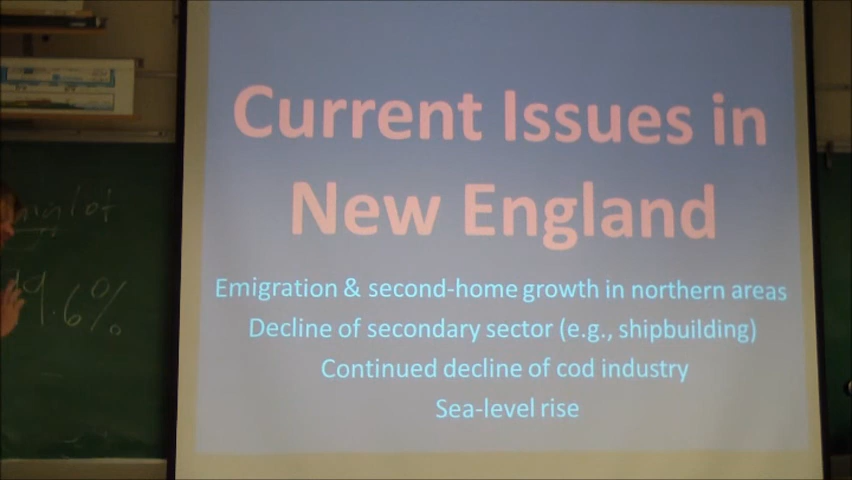 Current Issues in
New England
Emigration & second-home growth in northern areas
Decline of secondary sector (e.g., shipbuilding)
Continued decline of cod industry
Sea-level rise
9.6%